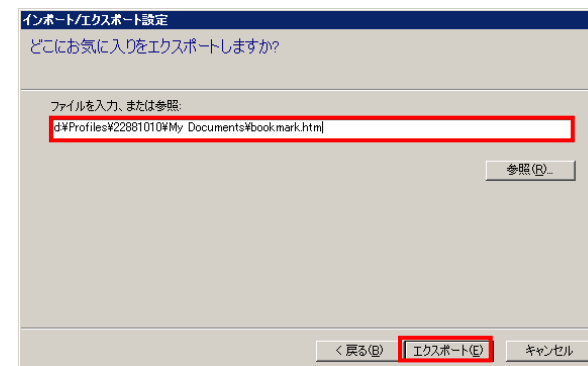 インポート/エクスポート設定
どこにお気に入りをエクスポートしますか?
ファイルを入力、または参照:
d:¥Profiles¥22881010¥My Documents¥bookmark.htm
参照(R)...
< 戻る(B) エクスポート(E) キャンセル